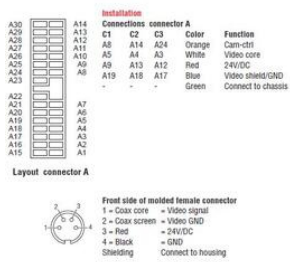 Installation
Connections connector A
C1 C2 C3 Color Function
A8 A14 A24 Orange Cam-ctrl
A5 A4 A3 White Video core
A9 A13 A12 Red 24V/DC
A19 A18 A17 Blue Video shield/GND
- - - Green Connect to chassis
A30 A14
A29 A13
A28 A12
A27 A11
A26 A10
A25 A9
A24 A8
A23
A22
A21 A7
A20 A6
A19 A5
A18 A4
A17 A3
A16 A2
A15 A1
Layout connector A
2 3
1 4
Front side of molded female connector
1 = Coax core = Video signal
2 = Coax screen = Video GND
3 = Red = 24V/DC
4 = Black = GND
Shielding Connect to housing